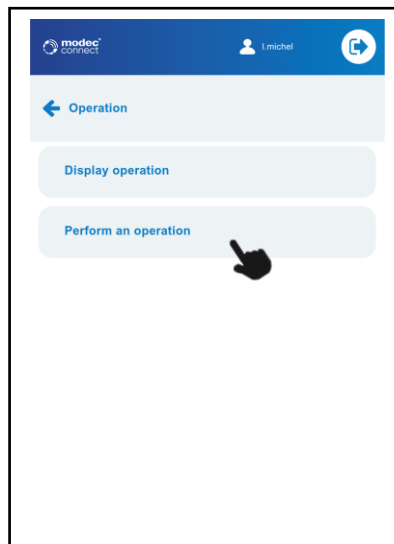 modec
connect
l.michel
Operation
Display operation
Perform an operation